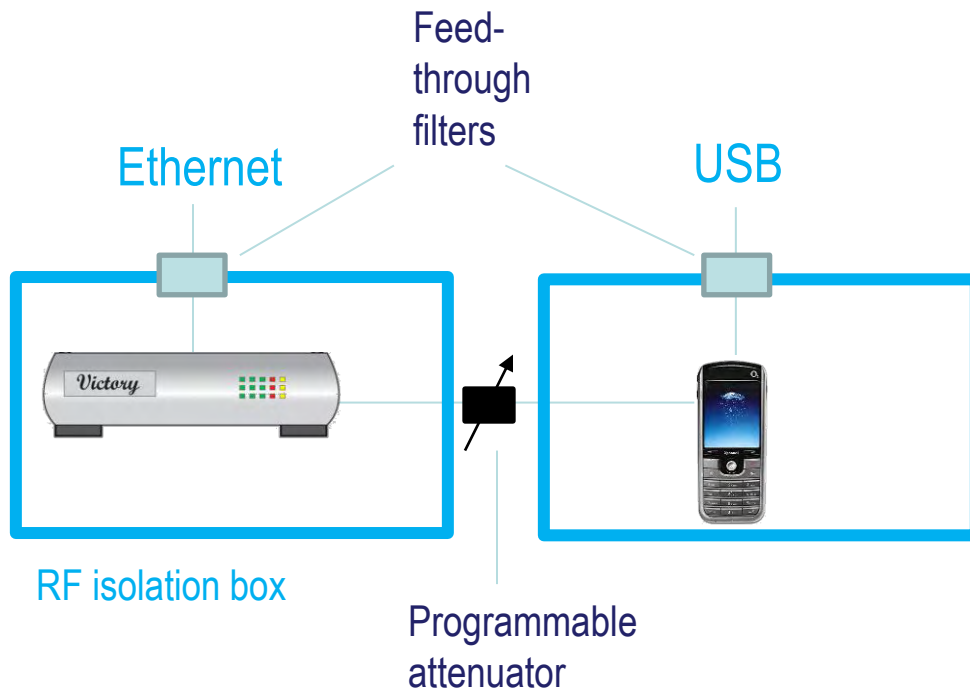 Feed-
through
filters
Ethernet
USB
Victory
RF isolation box
Programmable
attenuator